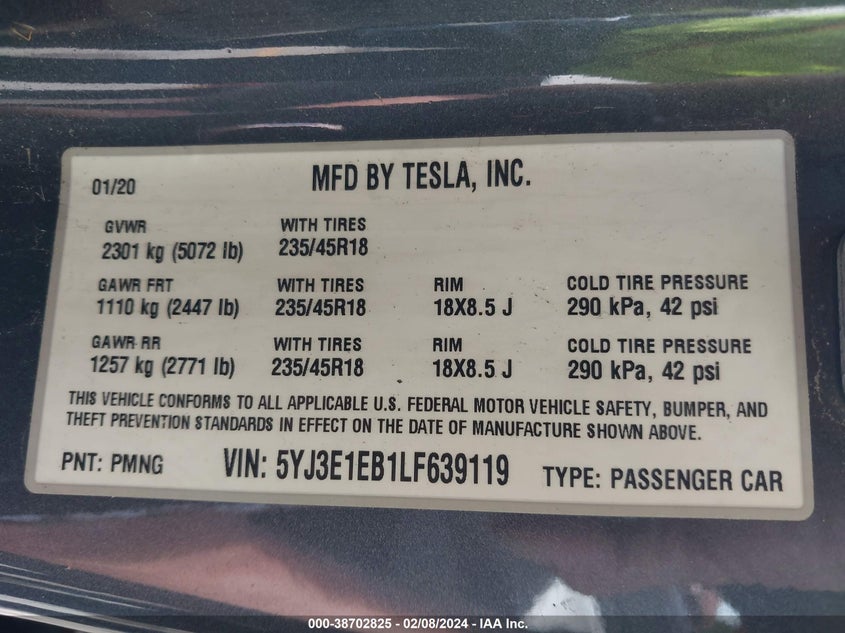 01/20 MFD BY TESLA, INC.
GVWR WITH TIRES
2301 kg (5072 lb) 235/45R18
GAWR FRT WITH TIRES RIM COLD TIRE PRESSURE
1110 kg (2447 lb) 235/45R18 18X8.5 J 290 kPa, 42 psi
GAWR RR WITH TIRES RIM COLD TIRE PRESSURE
1257 kg (2771 lb) 235/45R18 18X8.5 J 290 kPa, 42 psi
THIS VEHICLE CONFORMS TO ALL APPLICABLE U.S. FEDERAL MOTOR VEHICLE SAFETY, BUMPER, AND
THEFT PREVENTION STANDARDS IN EFFECT ON THE DATE OF MANUFACTURE SHOWN ABOVE.
PNT: PMNG VIN: 5YJ3E1EB1LF639119 TYPE: PASSENGER CAR
000-38702825 - 02/08/2024 - IAA Inc.